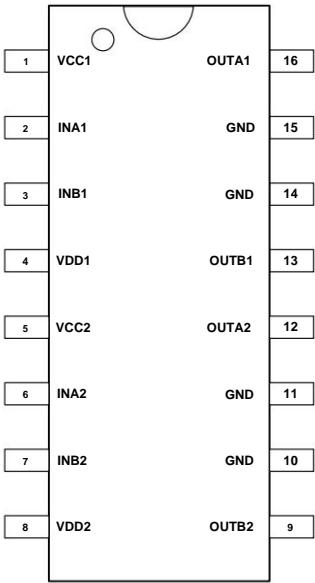 1 VCC1 OUTA1 16
2 INA1 GND 15
3 INB1 GND 14
4 VDD1 OUTB1 13
5 VCC2 OUTA2 12
6 INA2 GND 11
7 INB2 GND 10
8 VDD2 OUTB2 9